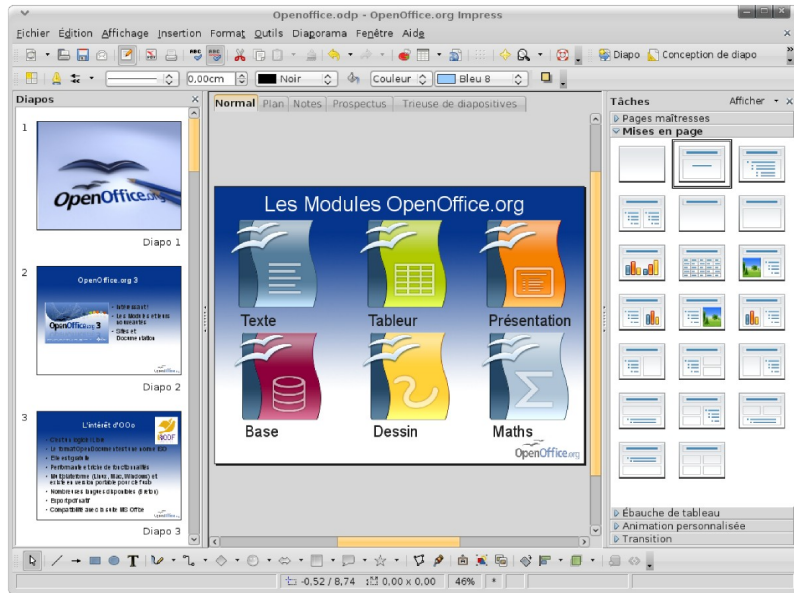 Openoffice.odp - OpenOffice.org Impress
Fichier Édition Affichage Insertion Format Outils Diaporama Fenêtre Aide
Diapo Conception de diapo
0,00cm Noir Couleur Bleu 8
Diapos
1
OpenOffice.org
Diapo 1
2
OpenOffice.org 3
OpenOffice.org 3
Diapo 2
3
L'intérêt d'OOo
Diapo 3
Normal Plan Notes Prospectus Trieuse de diapositives
Les Modules OpenOffice.org
Texte Tableur Présentation
Base Dessin Maths
OpenOffice.org
Tâches Afficher
Pages maîtresses
Mises en page
Ébauche de tableau
Animation personnalisée
Transition
-0,52 / 8,74 0,00 x 0,00 46% *